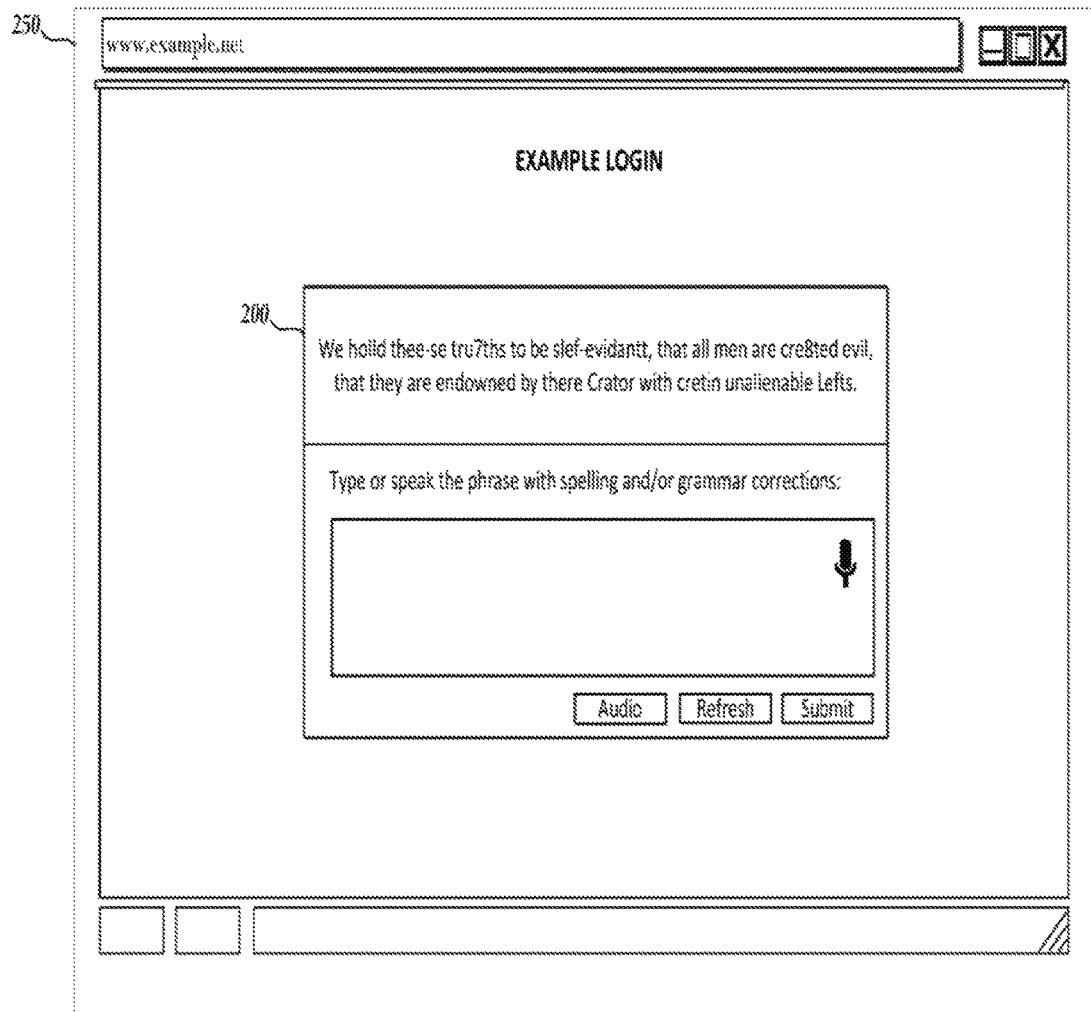 250
www.example.net
EXAMPLE LOGIN
200
We holld thee-se tru7ths to be slef-evidantt, that all men are cre8ted evil,
that they are endowned by there Crator with cretin unalienable Lefts.
Type or speak the phrase with spelling and/or grammar corrections:
Audio Refresh Submit